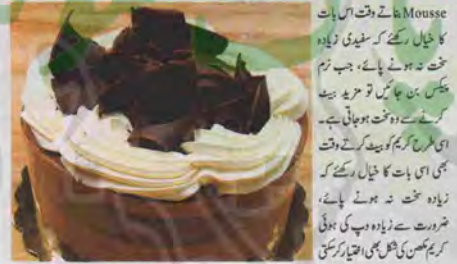 Mousse بناتے وقت اس بات
کا خیال رکھئے کہ سفیدی زیادہ
سخت نہ ہونے پائے، جب نرم
پیکس بن جائیں تو مزید بیٹ
کرنے سے وہ سخت ہوجاتی ہے۔
اسی طرح کریم کو بیٹ کرتے وقت
بھی اسی بات کا خیال رکھئے کہ
زیادہ سخت نہ ہونے پائے،
ضرورت سے زیادہ وپ کی ہوئی
کریم مکھن کی شکل بھی اختیار کرسکتی